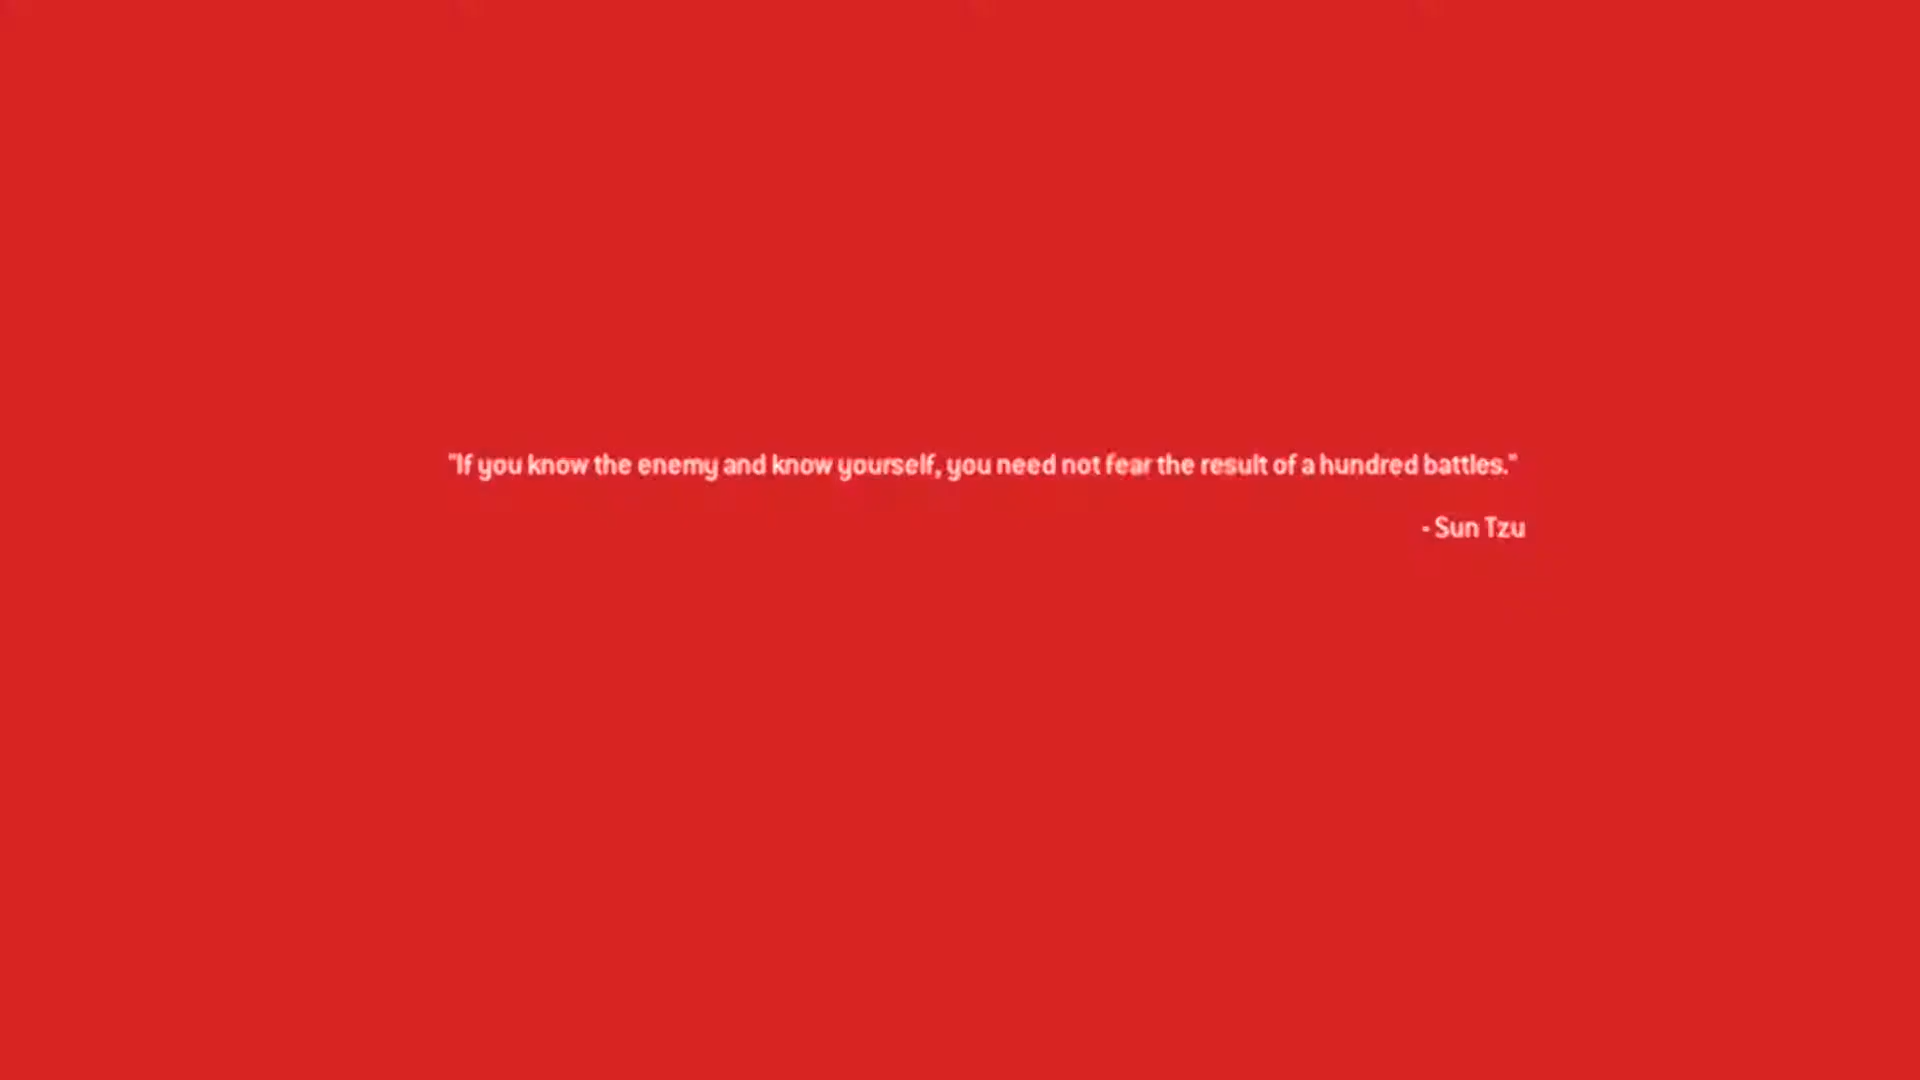 "If you know the enemy and know yourself, you need not fear the result of a hundred battles."
- Sun Tzu